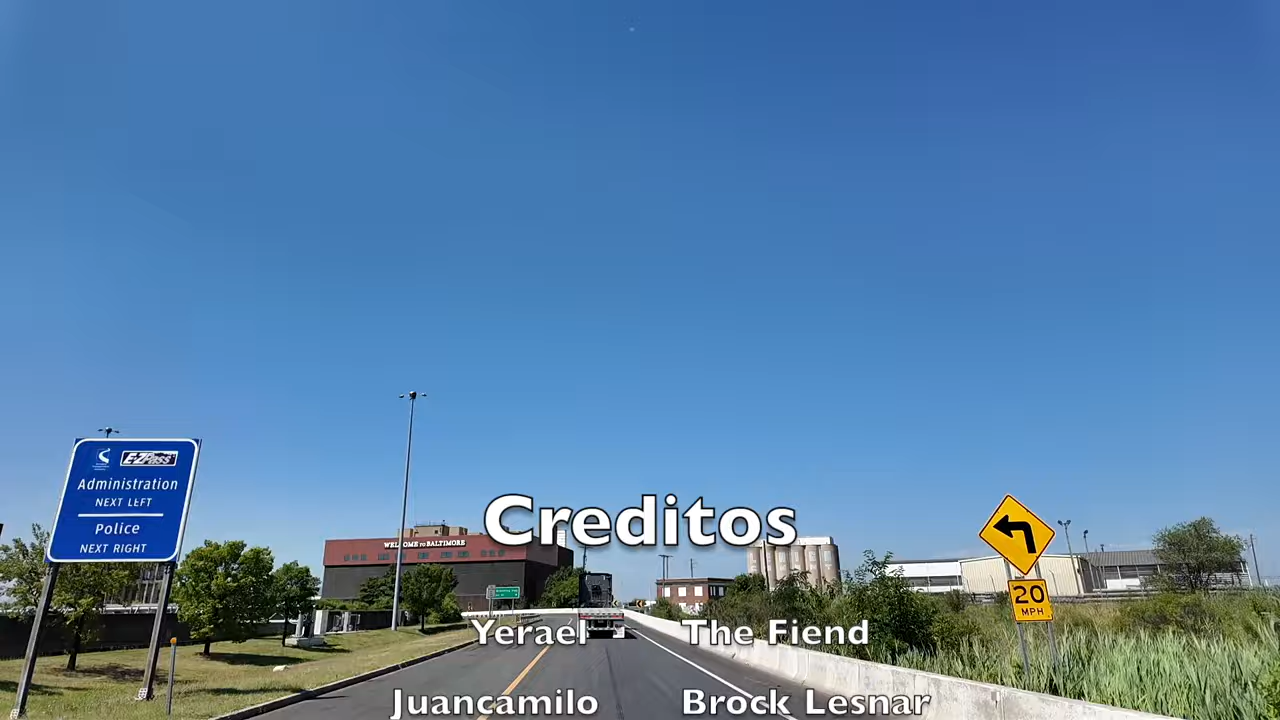 E-ZPass
Administration
NEXT LEFT
Police
NEXT RIGHT
WELCOME TO BALTIMORE
Creditos
20
MPH
Yerael The Fiend
Juancamilo Brock Lesnar